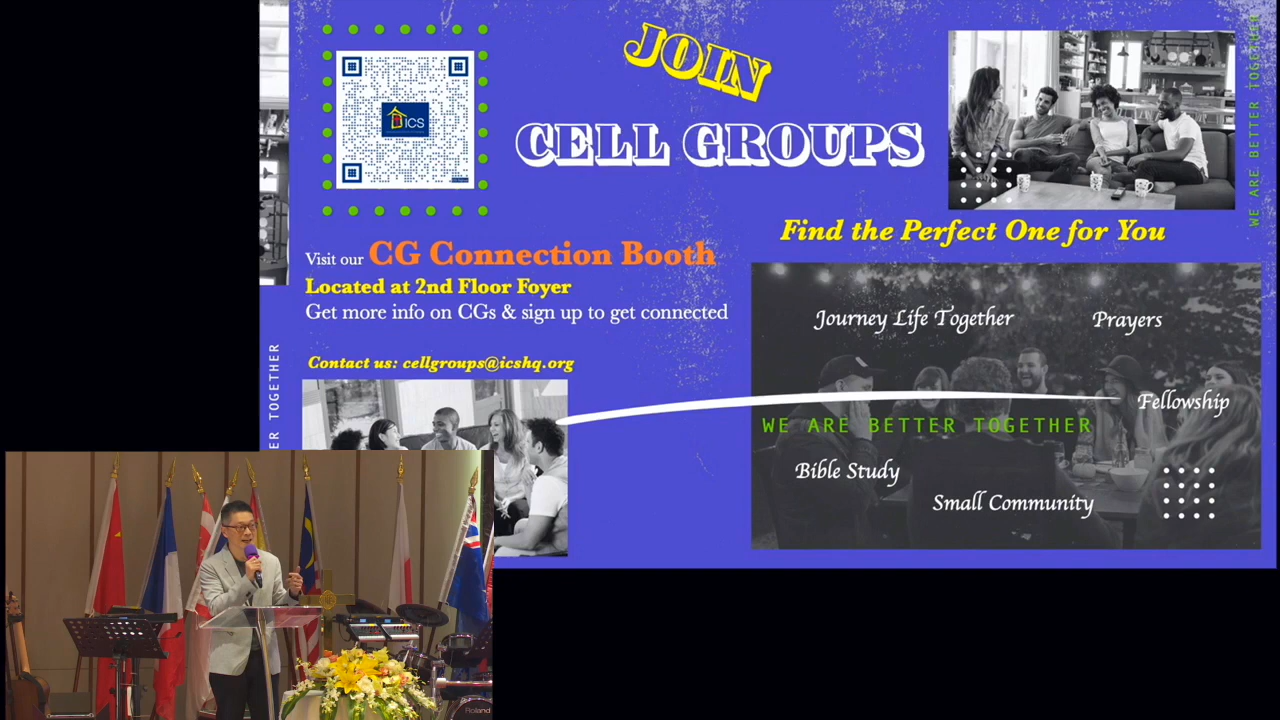 JOIN
CELL GROUPS
ics
WE ARE BETTER TOGETHER
Find the Perfect One for You
Visit our CG Connection Booth
Located at 2nd Floor Foyer
Get more info on CGs & sign up to get connected
Contact us: cellgroups@icshq.org
Journey Life Together
Prayers
Fellowship
WE ARE BETTER TOGETHER
Bible Study
Small Community
ER TOGETHER
Roland